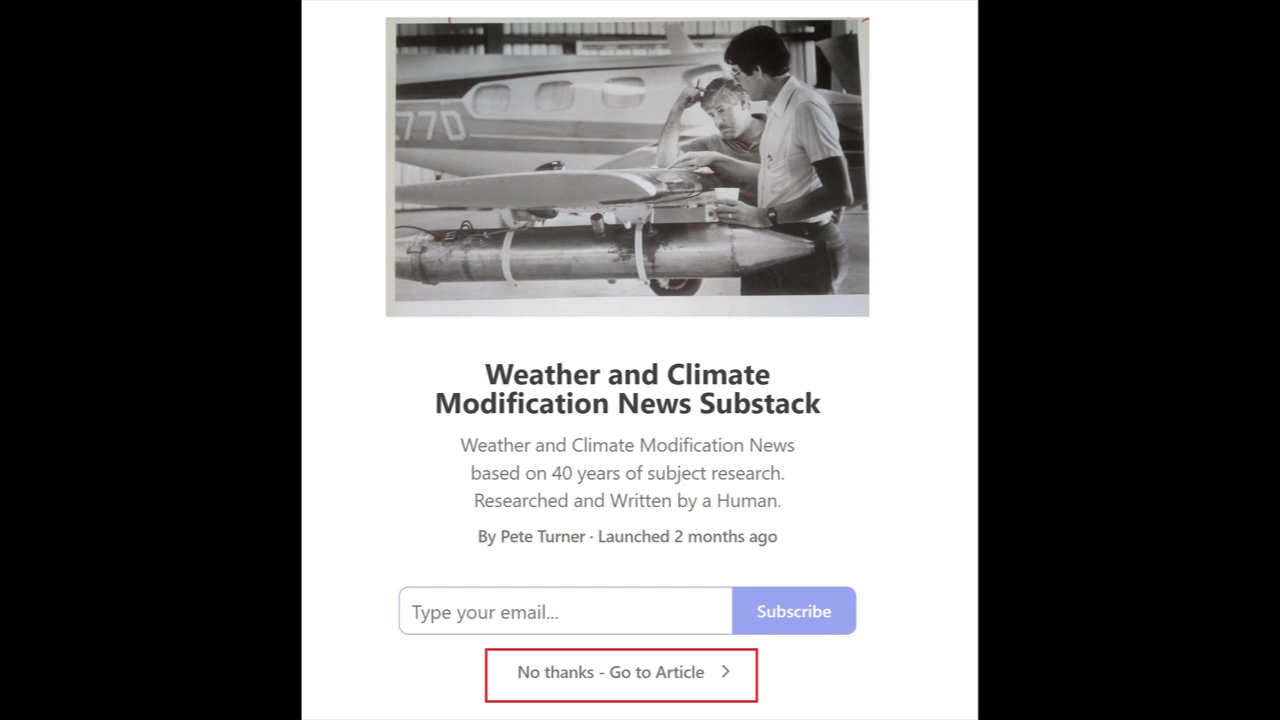 770
Weather and Climate
Modification News Substack
Weather and Climate Modification News
based on 40 years of subject research.
Researched and Written by a Human.
By Pete Turner · Launched 2 months ago
Type your email...
Subscribe
No thanks - Go to Article